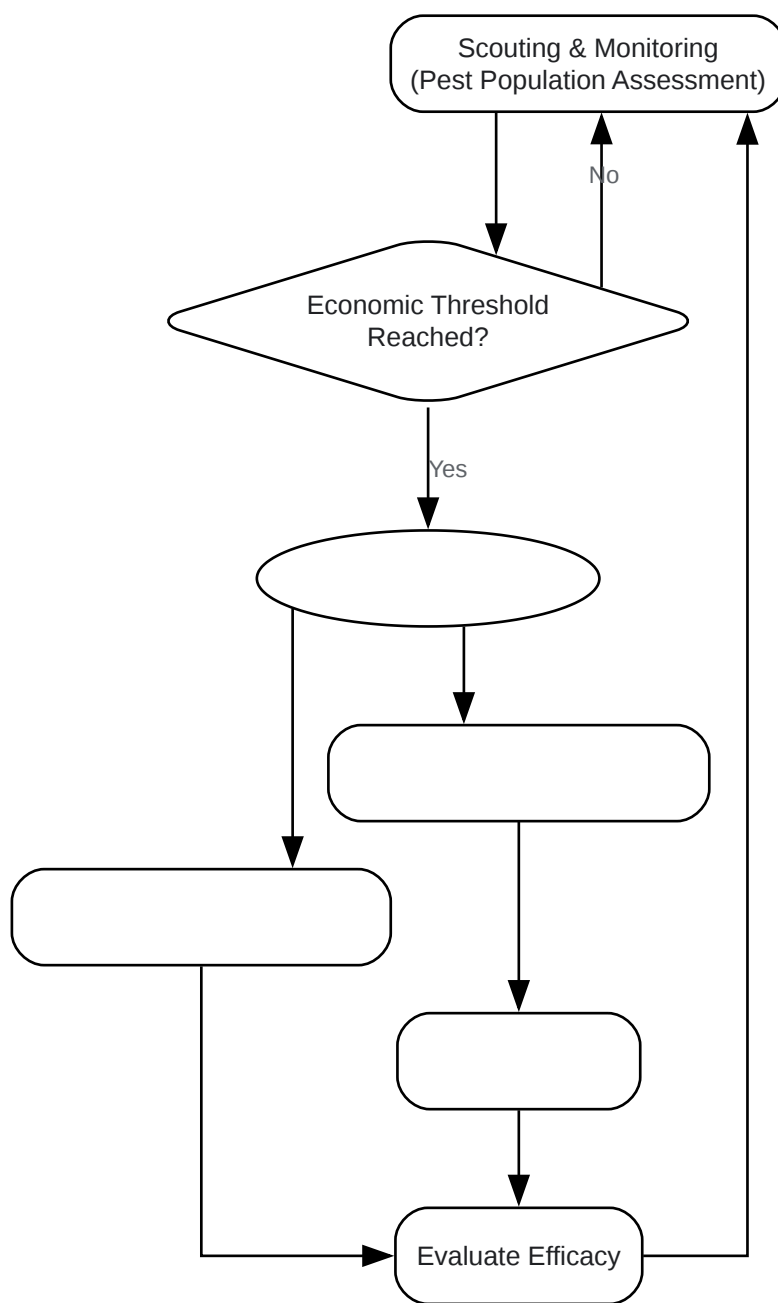 Scouting & Monitoring
(Pest Population Assessment)
No
Economic Threshold
Reached?
Yes
Evaluate Efficacy